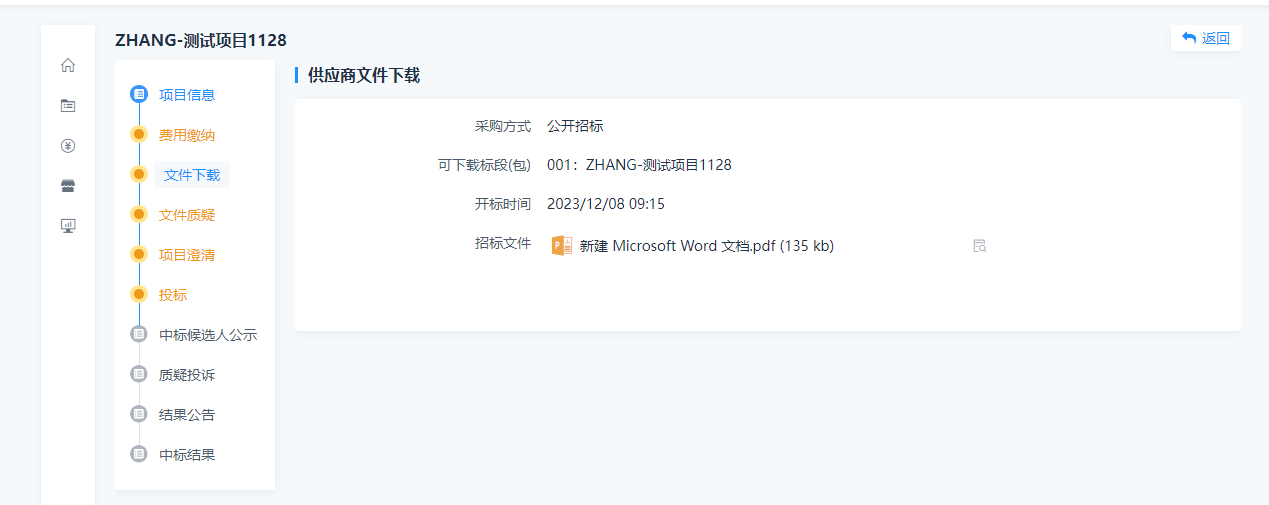 ZHANG-测试项目1128
返回
项目信息
费用缴纳
文件下载
文件质疑
项目澄清
投标
中标候选人公示
质疑投诉
结果公告
中标结果
供应商文件下载
采购方式 公开招标
可下载标段(包) 001：ZHANG-测试项目1128
开标时间 2023/12/08 09:15
招标文件 新建 Microsoft Word 文档.pdf (135 kb)